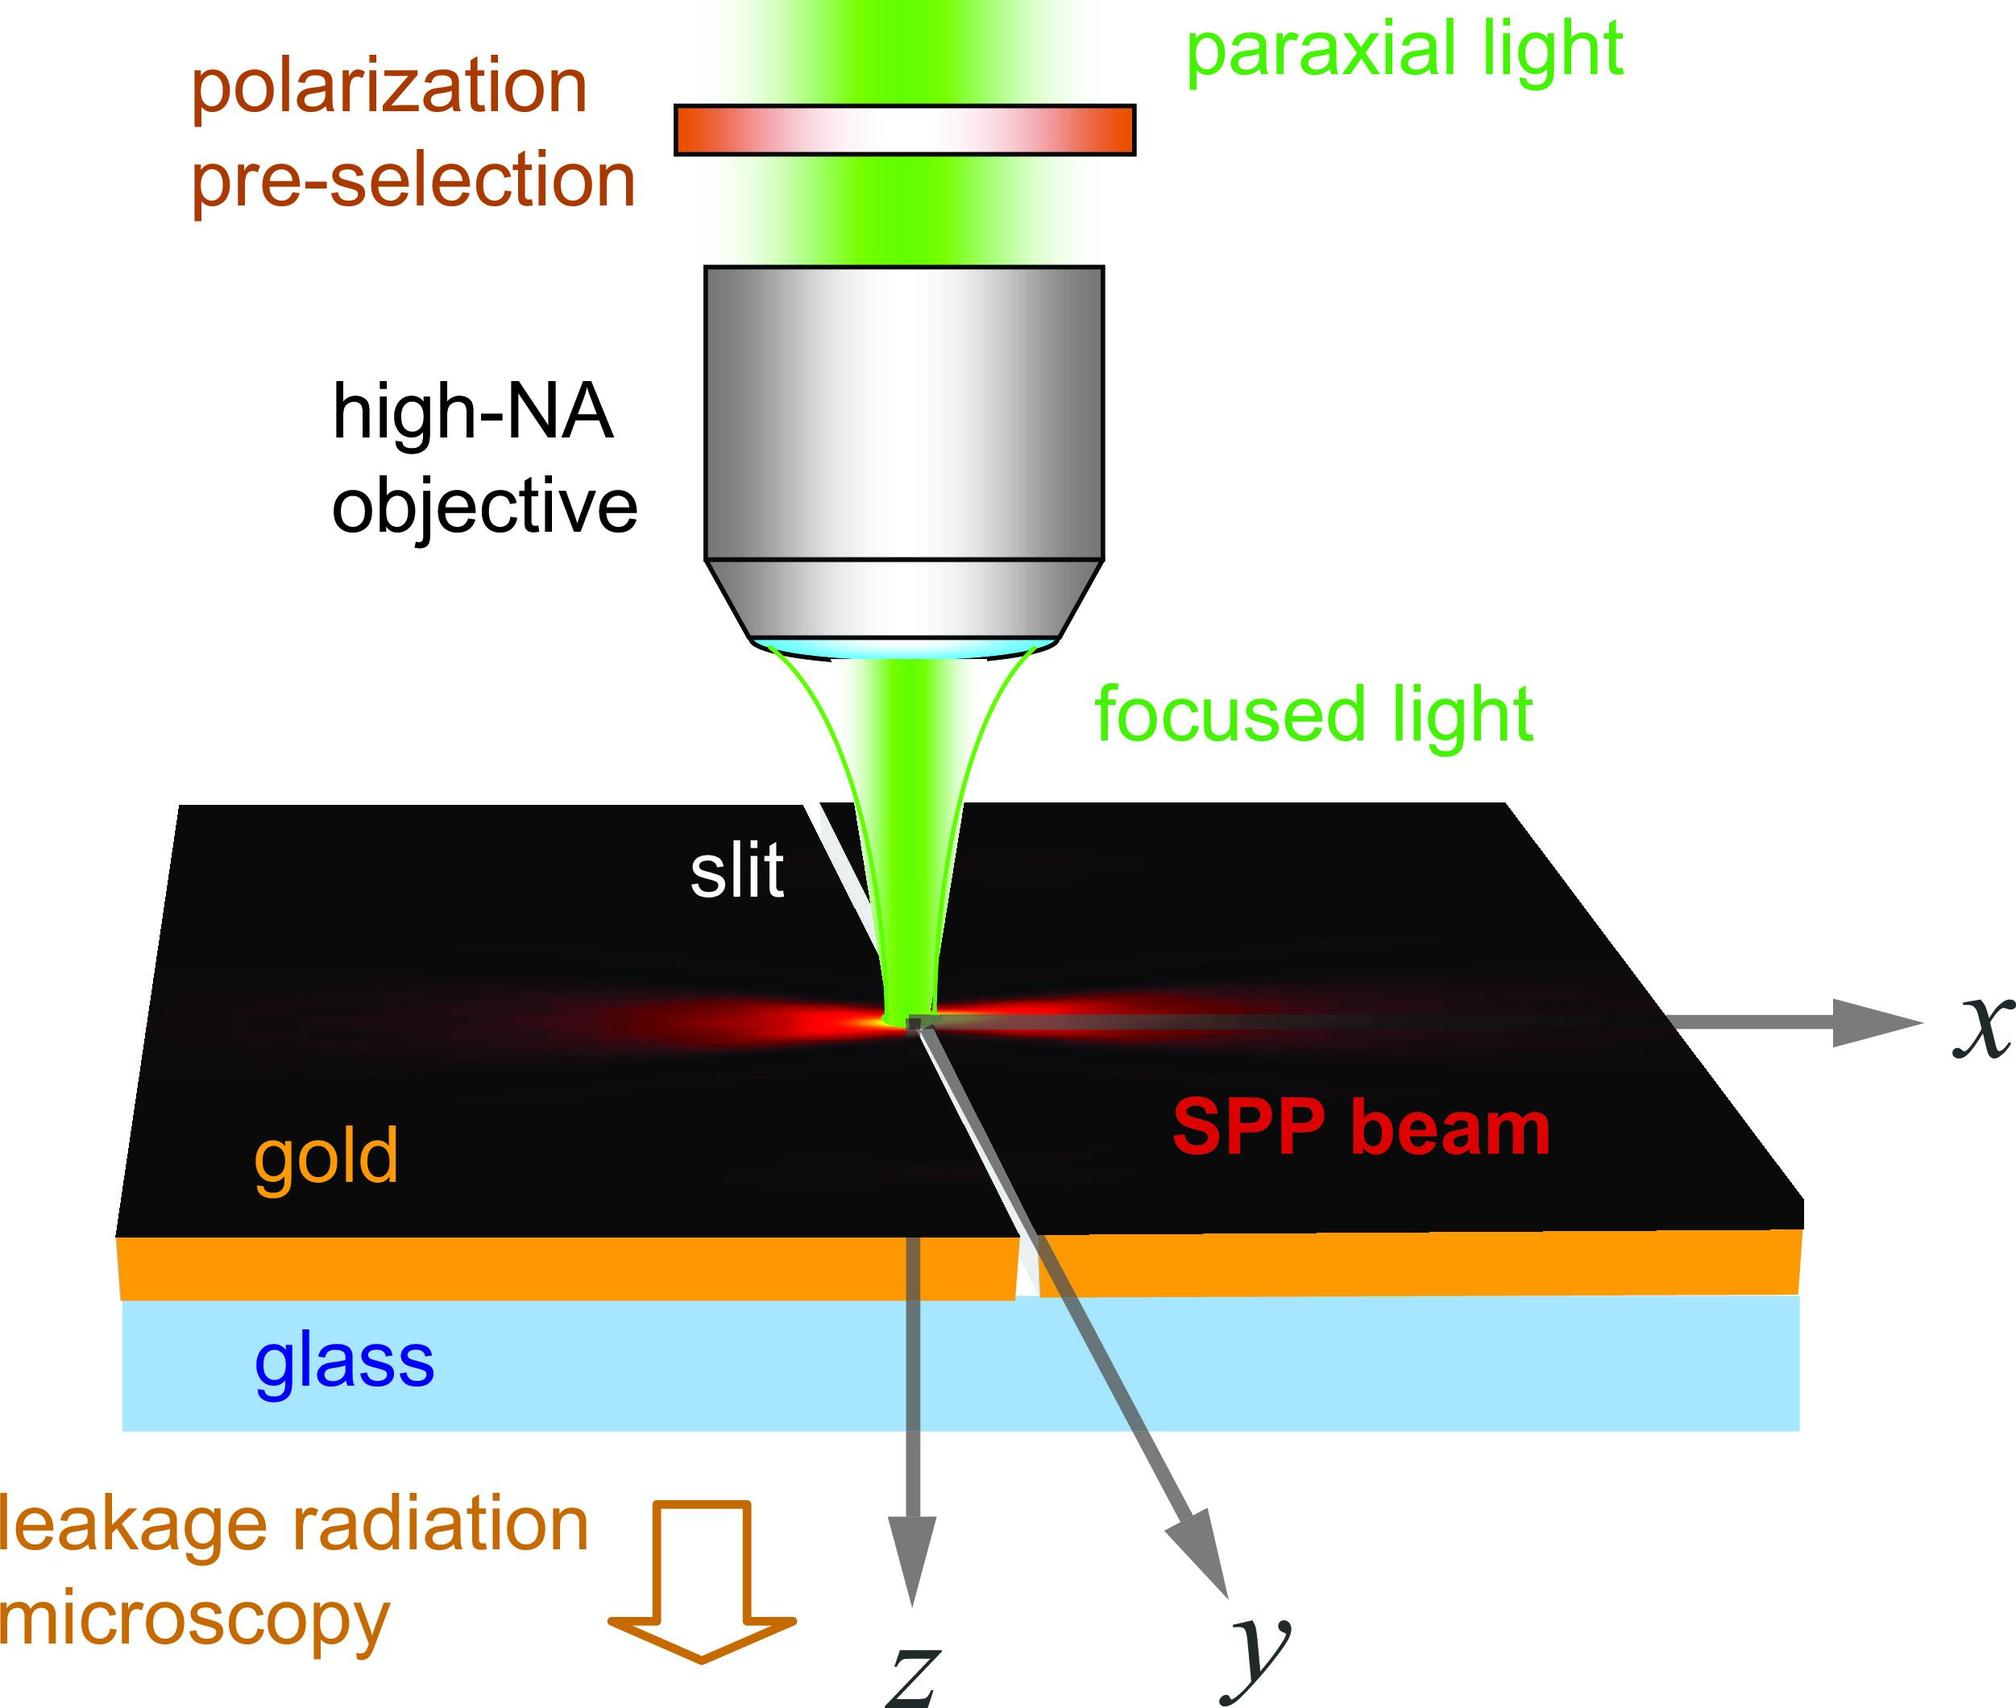 paraxial light
polarization
pre-selection
high-NA
objective
focused light
slit
x
SPP beam
gold
glass
leakage radiation
microscopy
z
y